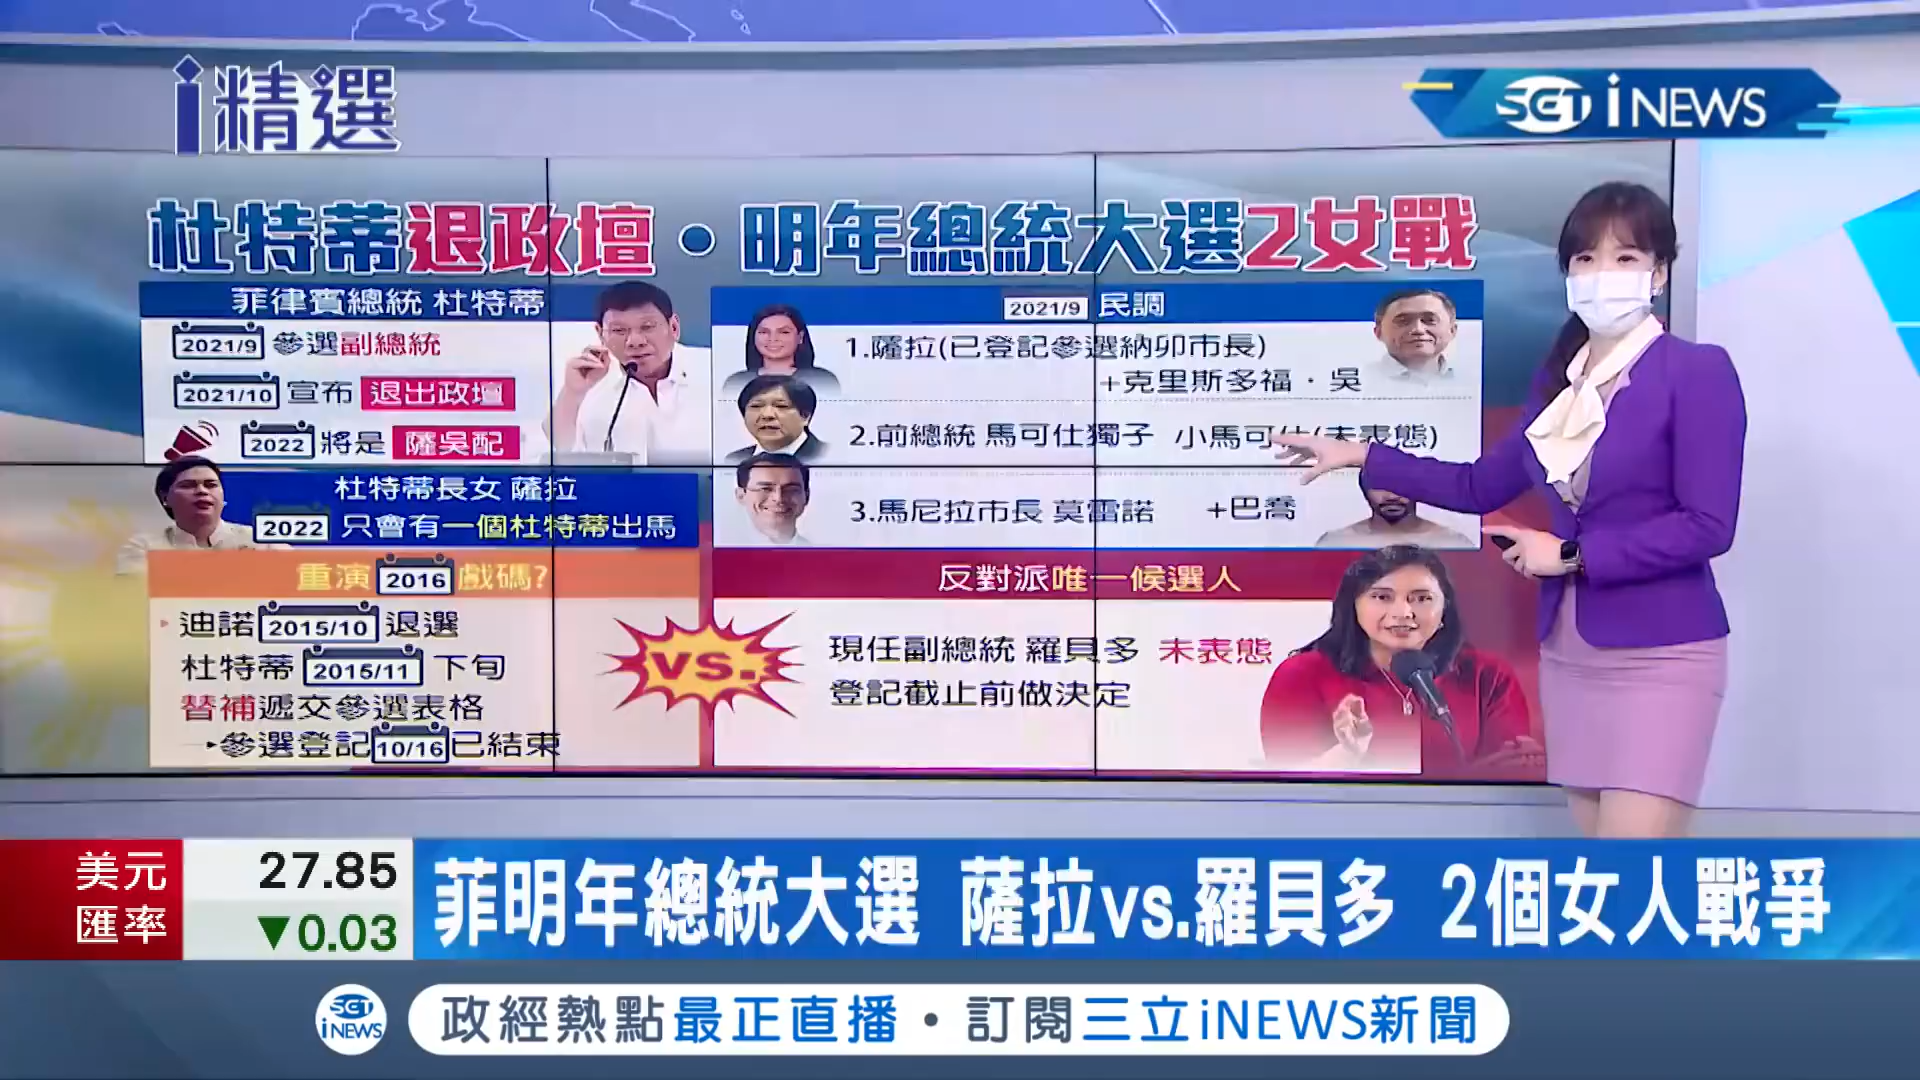 i精選
SET iNEWS
杜特蒂退政壇・明年總統大選2女戰
菲律賓總統 杜特蒂
2021/9 參選副總統
2021/10 宣布 退出政壇
2022 將是 薩吳配
杜特蒂長女 薩拉
2022 只會有一個杜特蒂出馬
重演 2016 戲碼?
迪諾 2015/10 退選
杜特蒂 2015/11 下旬
替補遞交參選表格
參選登記 10/16 已結束
2021/9 民調
1.薩拉(已登記參選納卯市長)
+克里斯多福・吳
2.前總統 馬可仕獨子 小馬可仕(未表態)
3.馬尼拉市長 莫雷諾 +巴喬
VS.
反對派唯一候選人
現任副總統 羅貝多 未表態
登記截止前做決定
美元
匯率
27.85
▼0.03
菲明年總統大選 薩拉vs.羅貝多 2個女人戰爭
SET iNEWS
政經熱點最正直播・訂閱三立iNEWS新聞